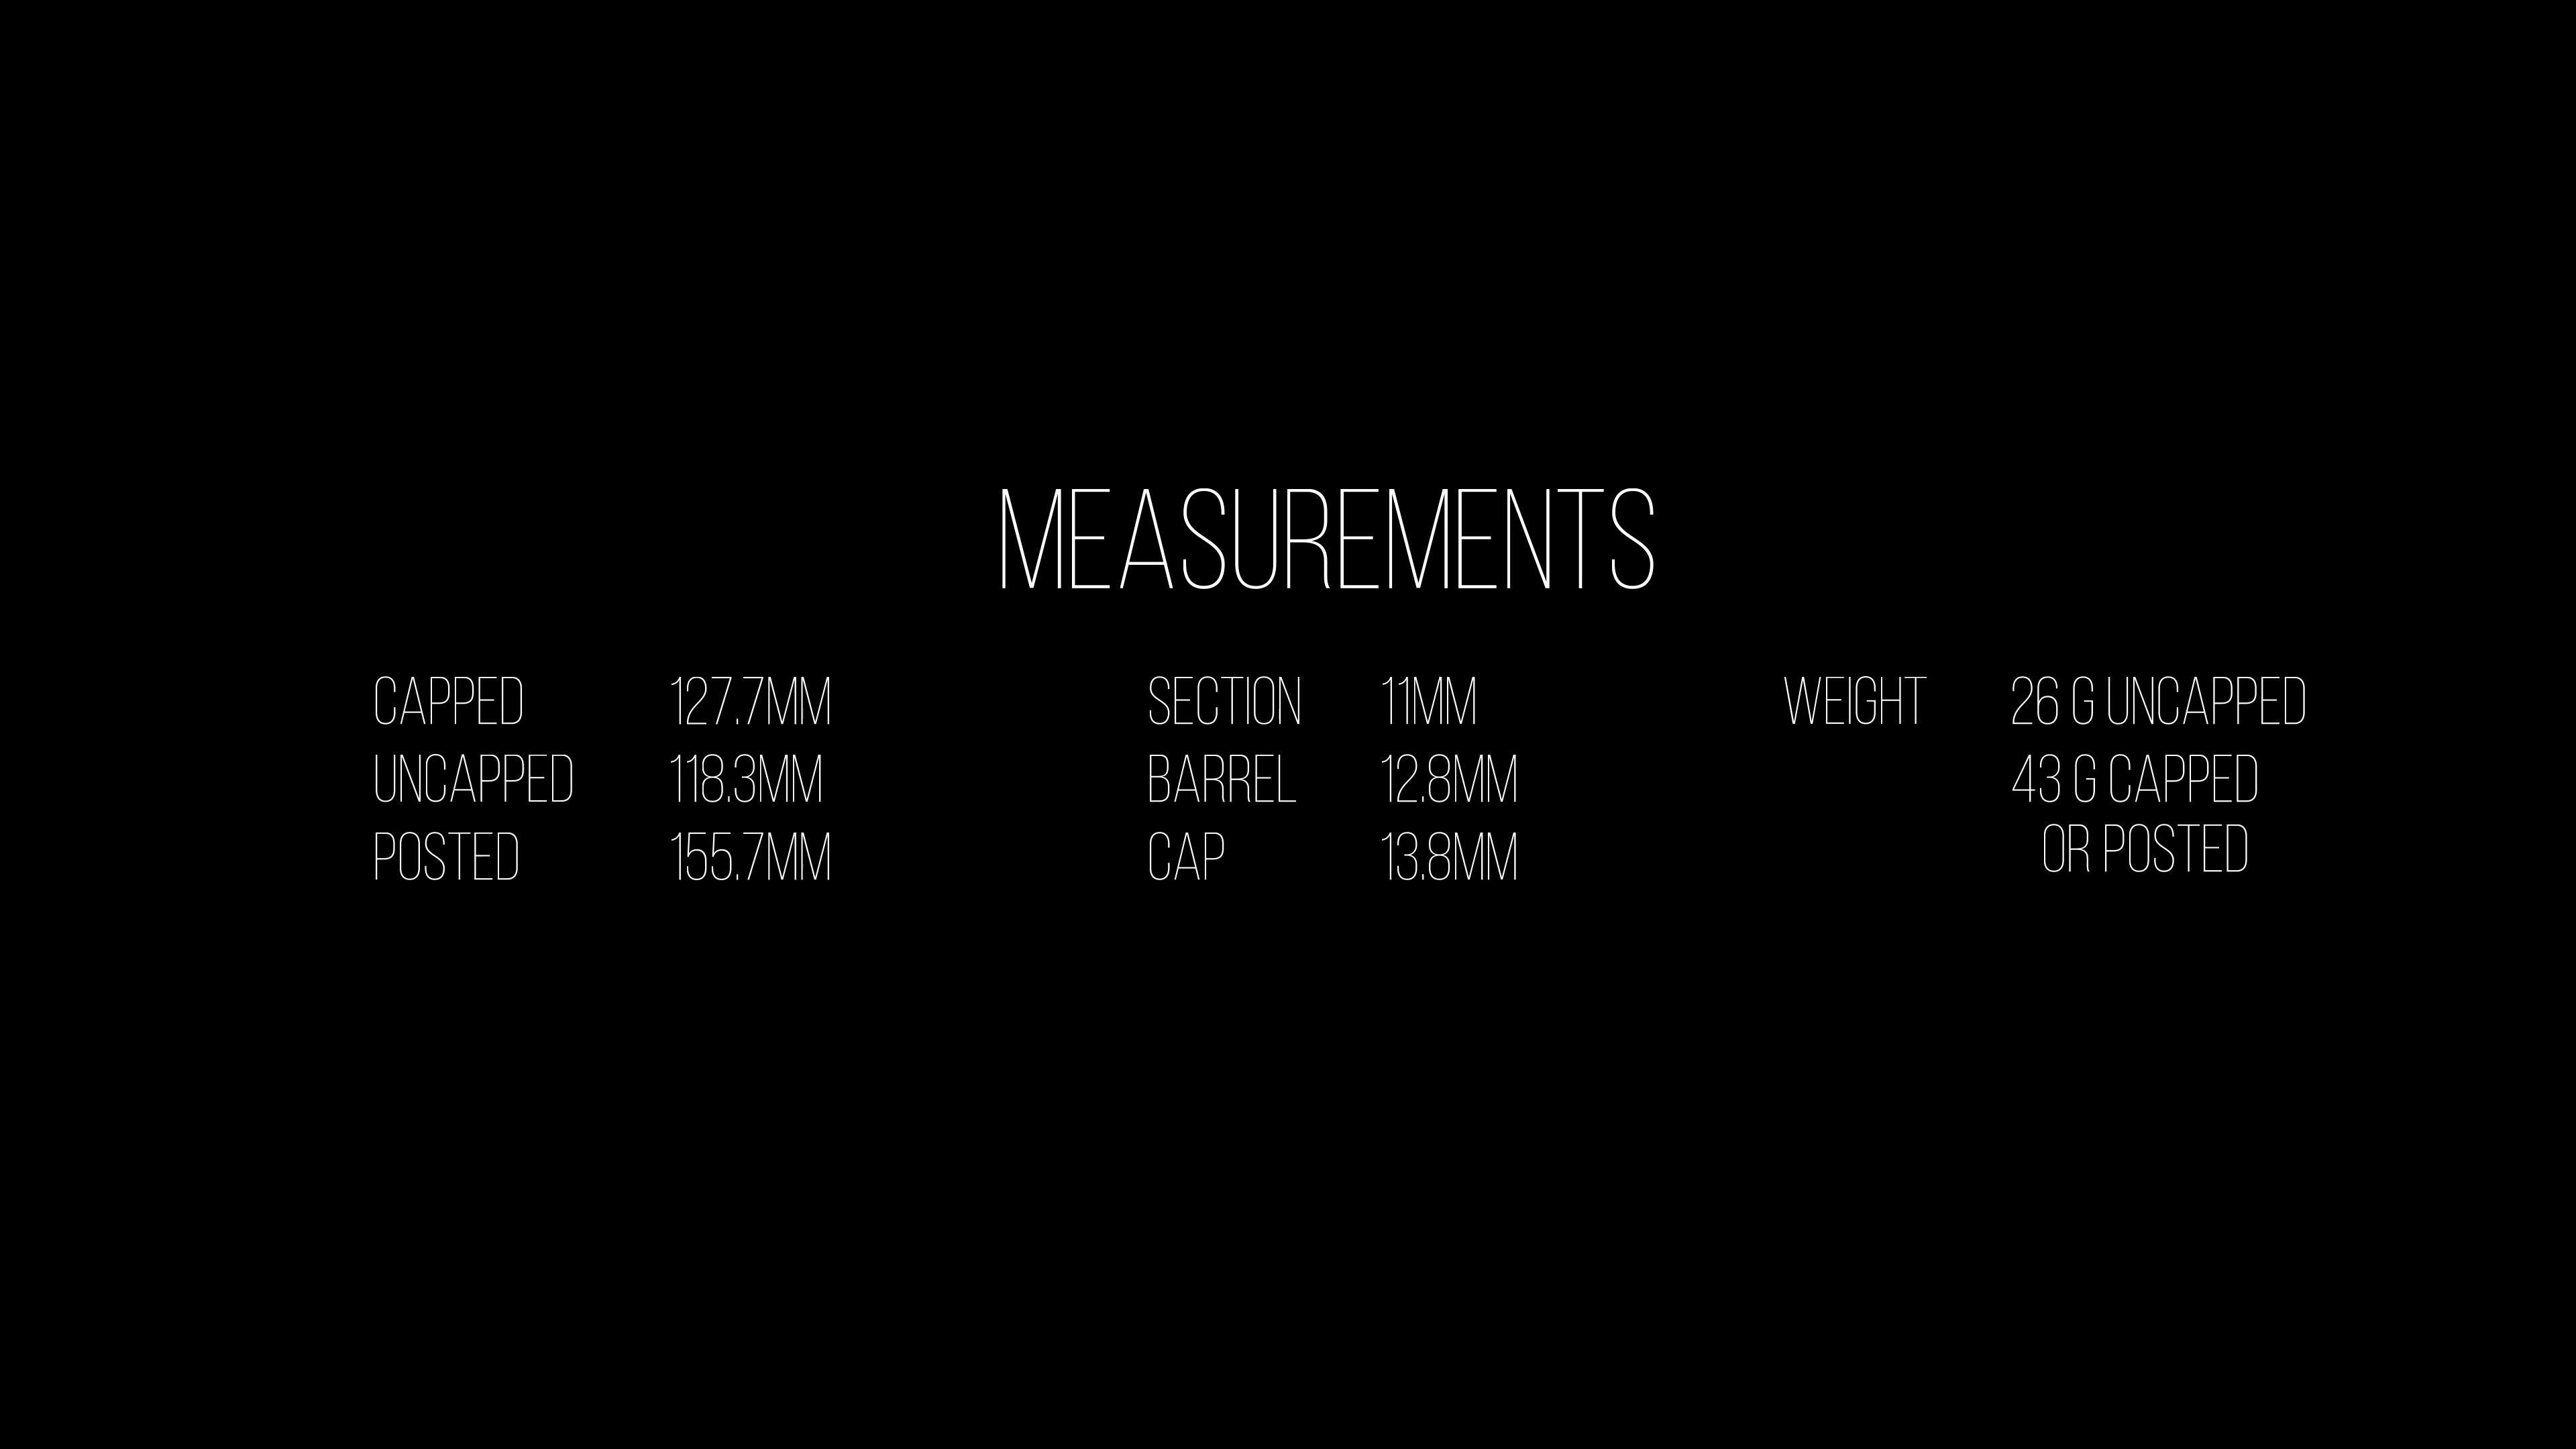 MEASUREMENTS
CAPPED 127.7MM
UNCAPPED 118.3MM
POSTED 155.7MM
SECTION 11MM
BARREL 12.8MM
CAP 13.8MM
WEIGHT 26 G UNCAPPED
43 G CAPPED
OR POSTED